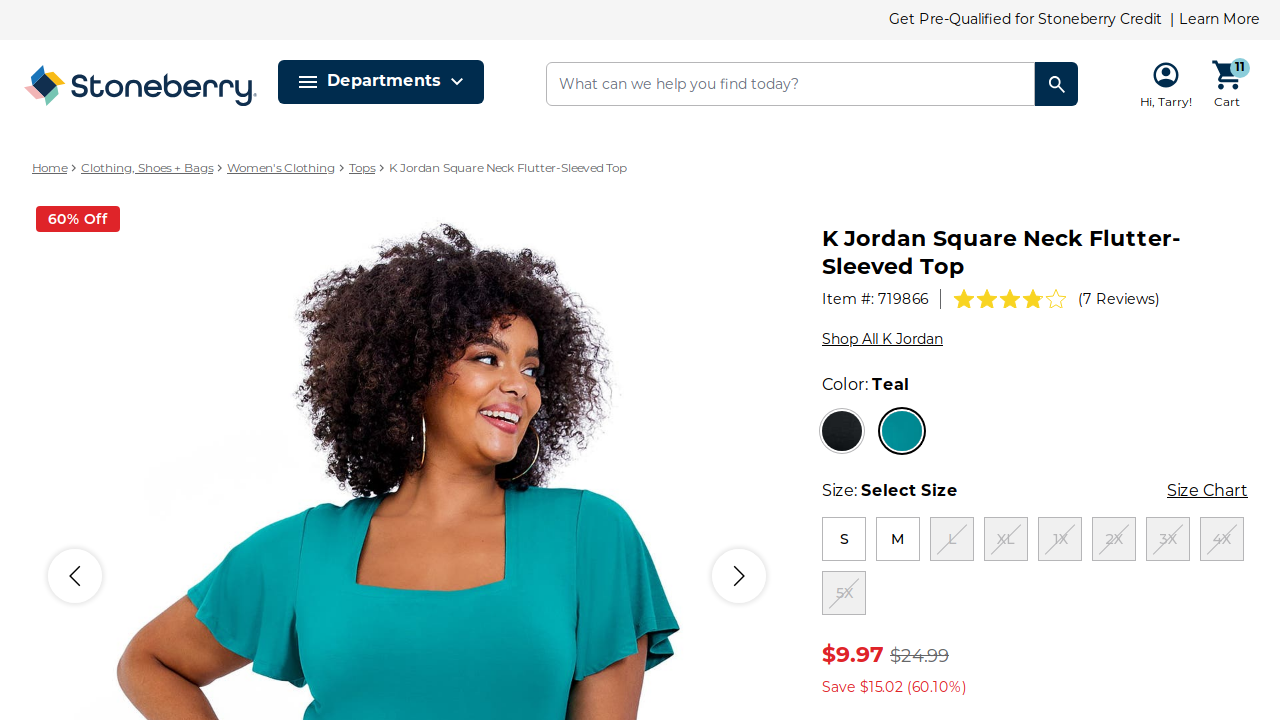 Get Pre-Qualified for Stoneberry Credit | Learn More
Stoneberry
Departments
What can we help you find today?
Hi, Tarry!
11
Cart
Home > Clothing, Shoes + Bags > Women's Clothing > Tops > K Jordan Square Neck Flutter-Sleeved Top
60% Off
K Jordan Square Neck Flutter-
Sleeved Top
Item #: 719866 | (7 Reviews)
Shop All K Jordan
Color: Teal
Size: Select Size Size Chart
S M L XL 1X 2X 3X 4X
5X
$9.97 $24.99
Save $15.02 (60.10%)